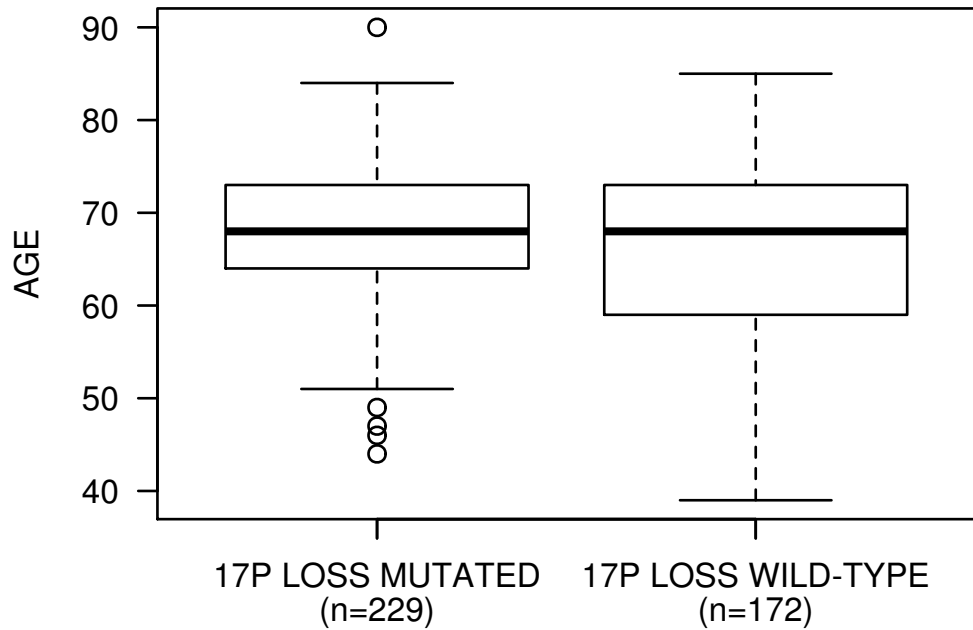 90
80
70
60
50
40
AGE
17P LOSS MUTATED
(n=229)
17P LOSS WILD-TYPE
(n=172)